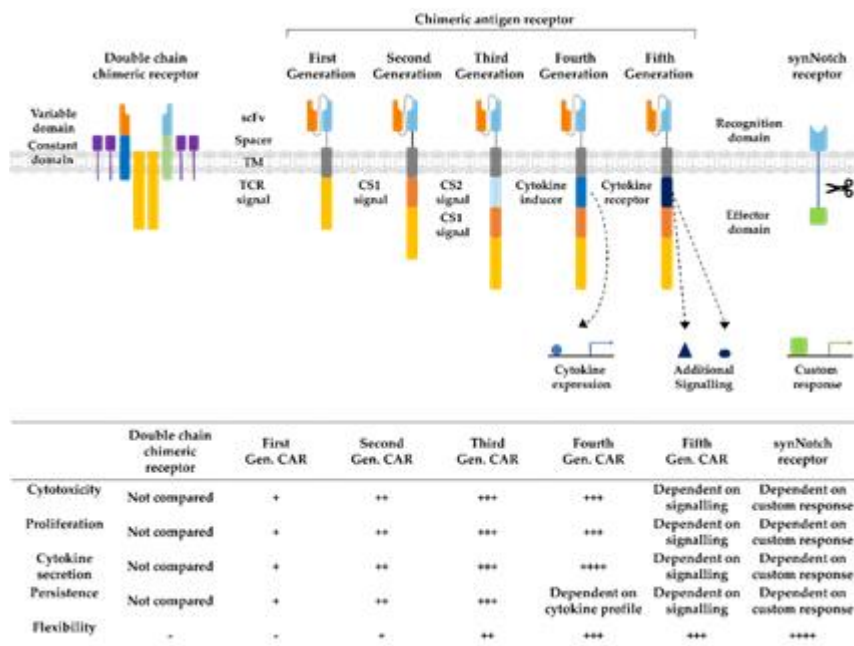 Chimeric antigen receptor
Double chain
chimeric receptor
First
Generation
Second
Generation
Third
Generation
Fourth
Generation
Fifth
Generation
synNotch
receptor
Variable
domain
Constant
domain
scFv
Spacer
TM
TCR
signal
CS1
signal
CS2
signal
CS1
signal
Cytokine
inducer
Cytokine
receptor
Recognition
domain
Effector
domain
Cytokine
expression
Additional
Signalling
Custom
response
Double chain
chimeric
receptor
First
Gen. CAR
Second
Gen. CAR
Third
Gen. CAR
Fourth
Gen. CAR
Fifth
Gen. CAR
synNotch
receptor
Cytotoxicity Not compared + ++ +++ +++ Dependent on signalling Dependent on custom response
Proliferation Not compared + ++ +++ +++ Dependent on signalling Dependent on custom response
Cytokine secretion Not compared + ++ +++ ++++ Dependent on signalling Dependent on custom response
Persistence Not compared + ++ +++ Dependent on cytokine profile Dependent on signalling Dependent on custom response
Flexibility - - + ++ +++ +++ ++++